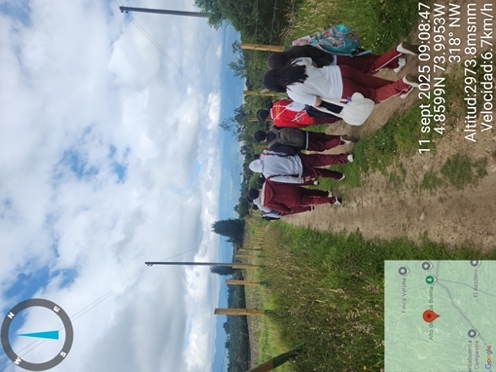 11 sept 2025 09:08:47
4.8599N 73.9953W
318° NW
Altitud:2973.8msnm
Velocidad:6.7km/h
Google